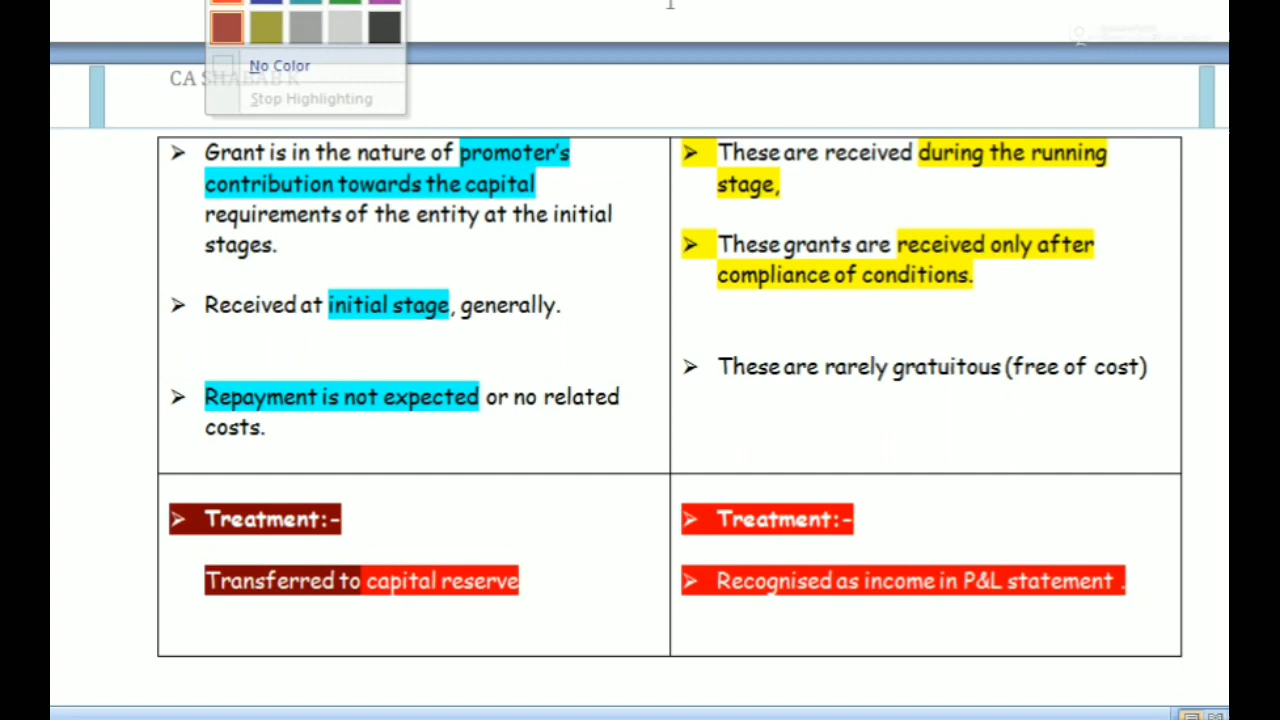 No Color
CA SHABAB K
Stop Highlighting
➢ Grant is in the nature of promoter's
contribution towards the capital
requirements of the entity at the initial
stages.
➢ Received at initial stage, generally.
➢ Repayment is not expected or no related
costs.
➢ These are received during the running
stage,
➢ These grants are received only after
compliance of conditions.
➢ These are rarely gratuitous (free of cost)
➢ Treatment:-
Transferred to capital reserve
➢ Treatment:-
➢ Recognised as income in P&L statement .